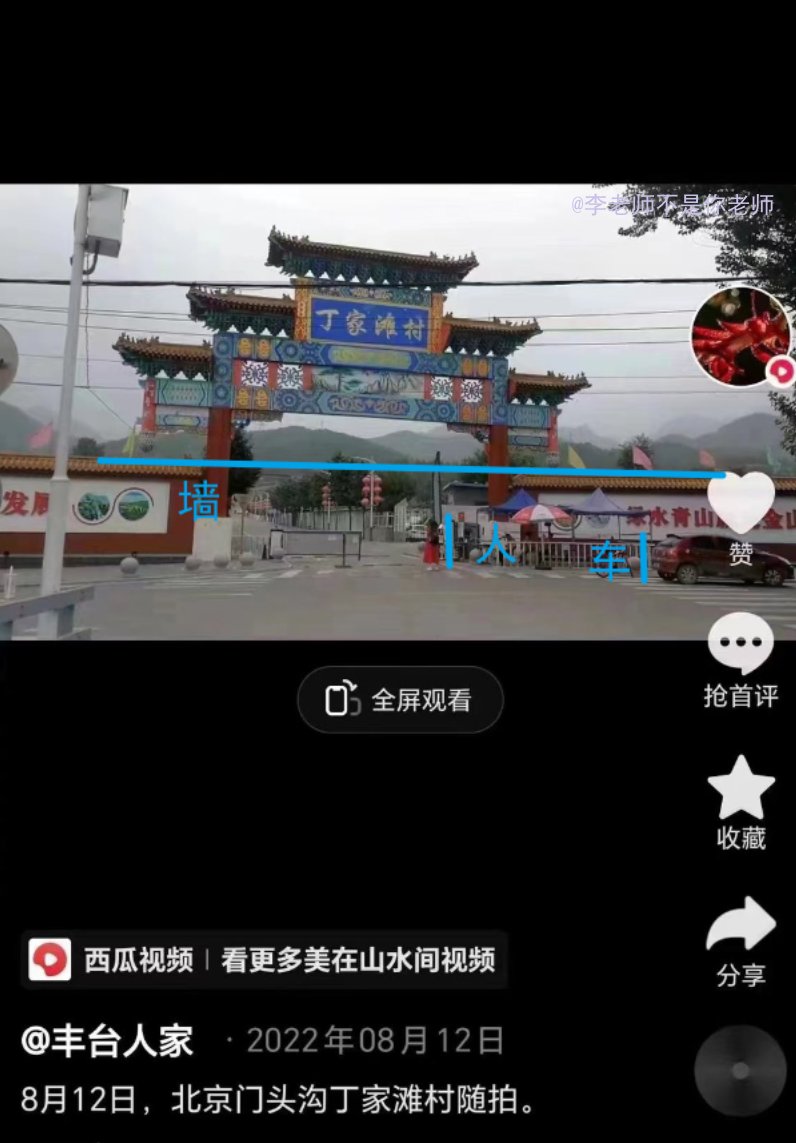 @李老师不是你老师
丁家滩村
发展
墙
人
车
绿水青山
金山
赞
全屏观看
抢首评
收藏
分享
西瓜视频 | 看更多美在山水间视频
@丰台人家 · 2022年08月12日
8月12日，北京门头沟丁家滩村随拍。